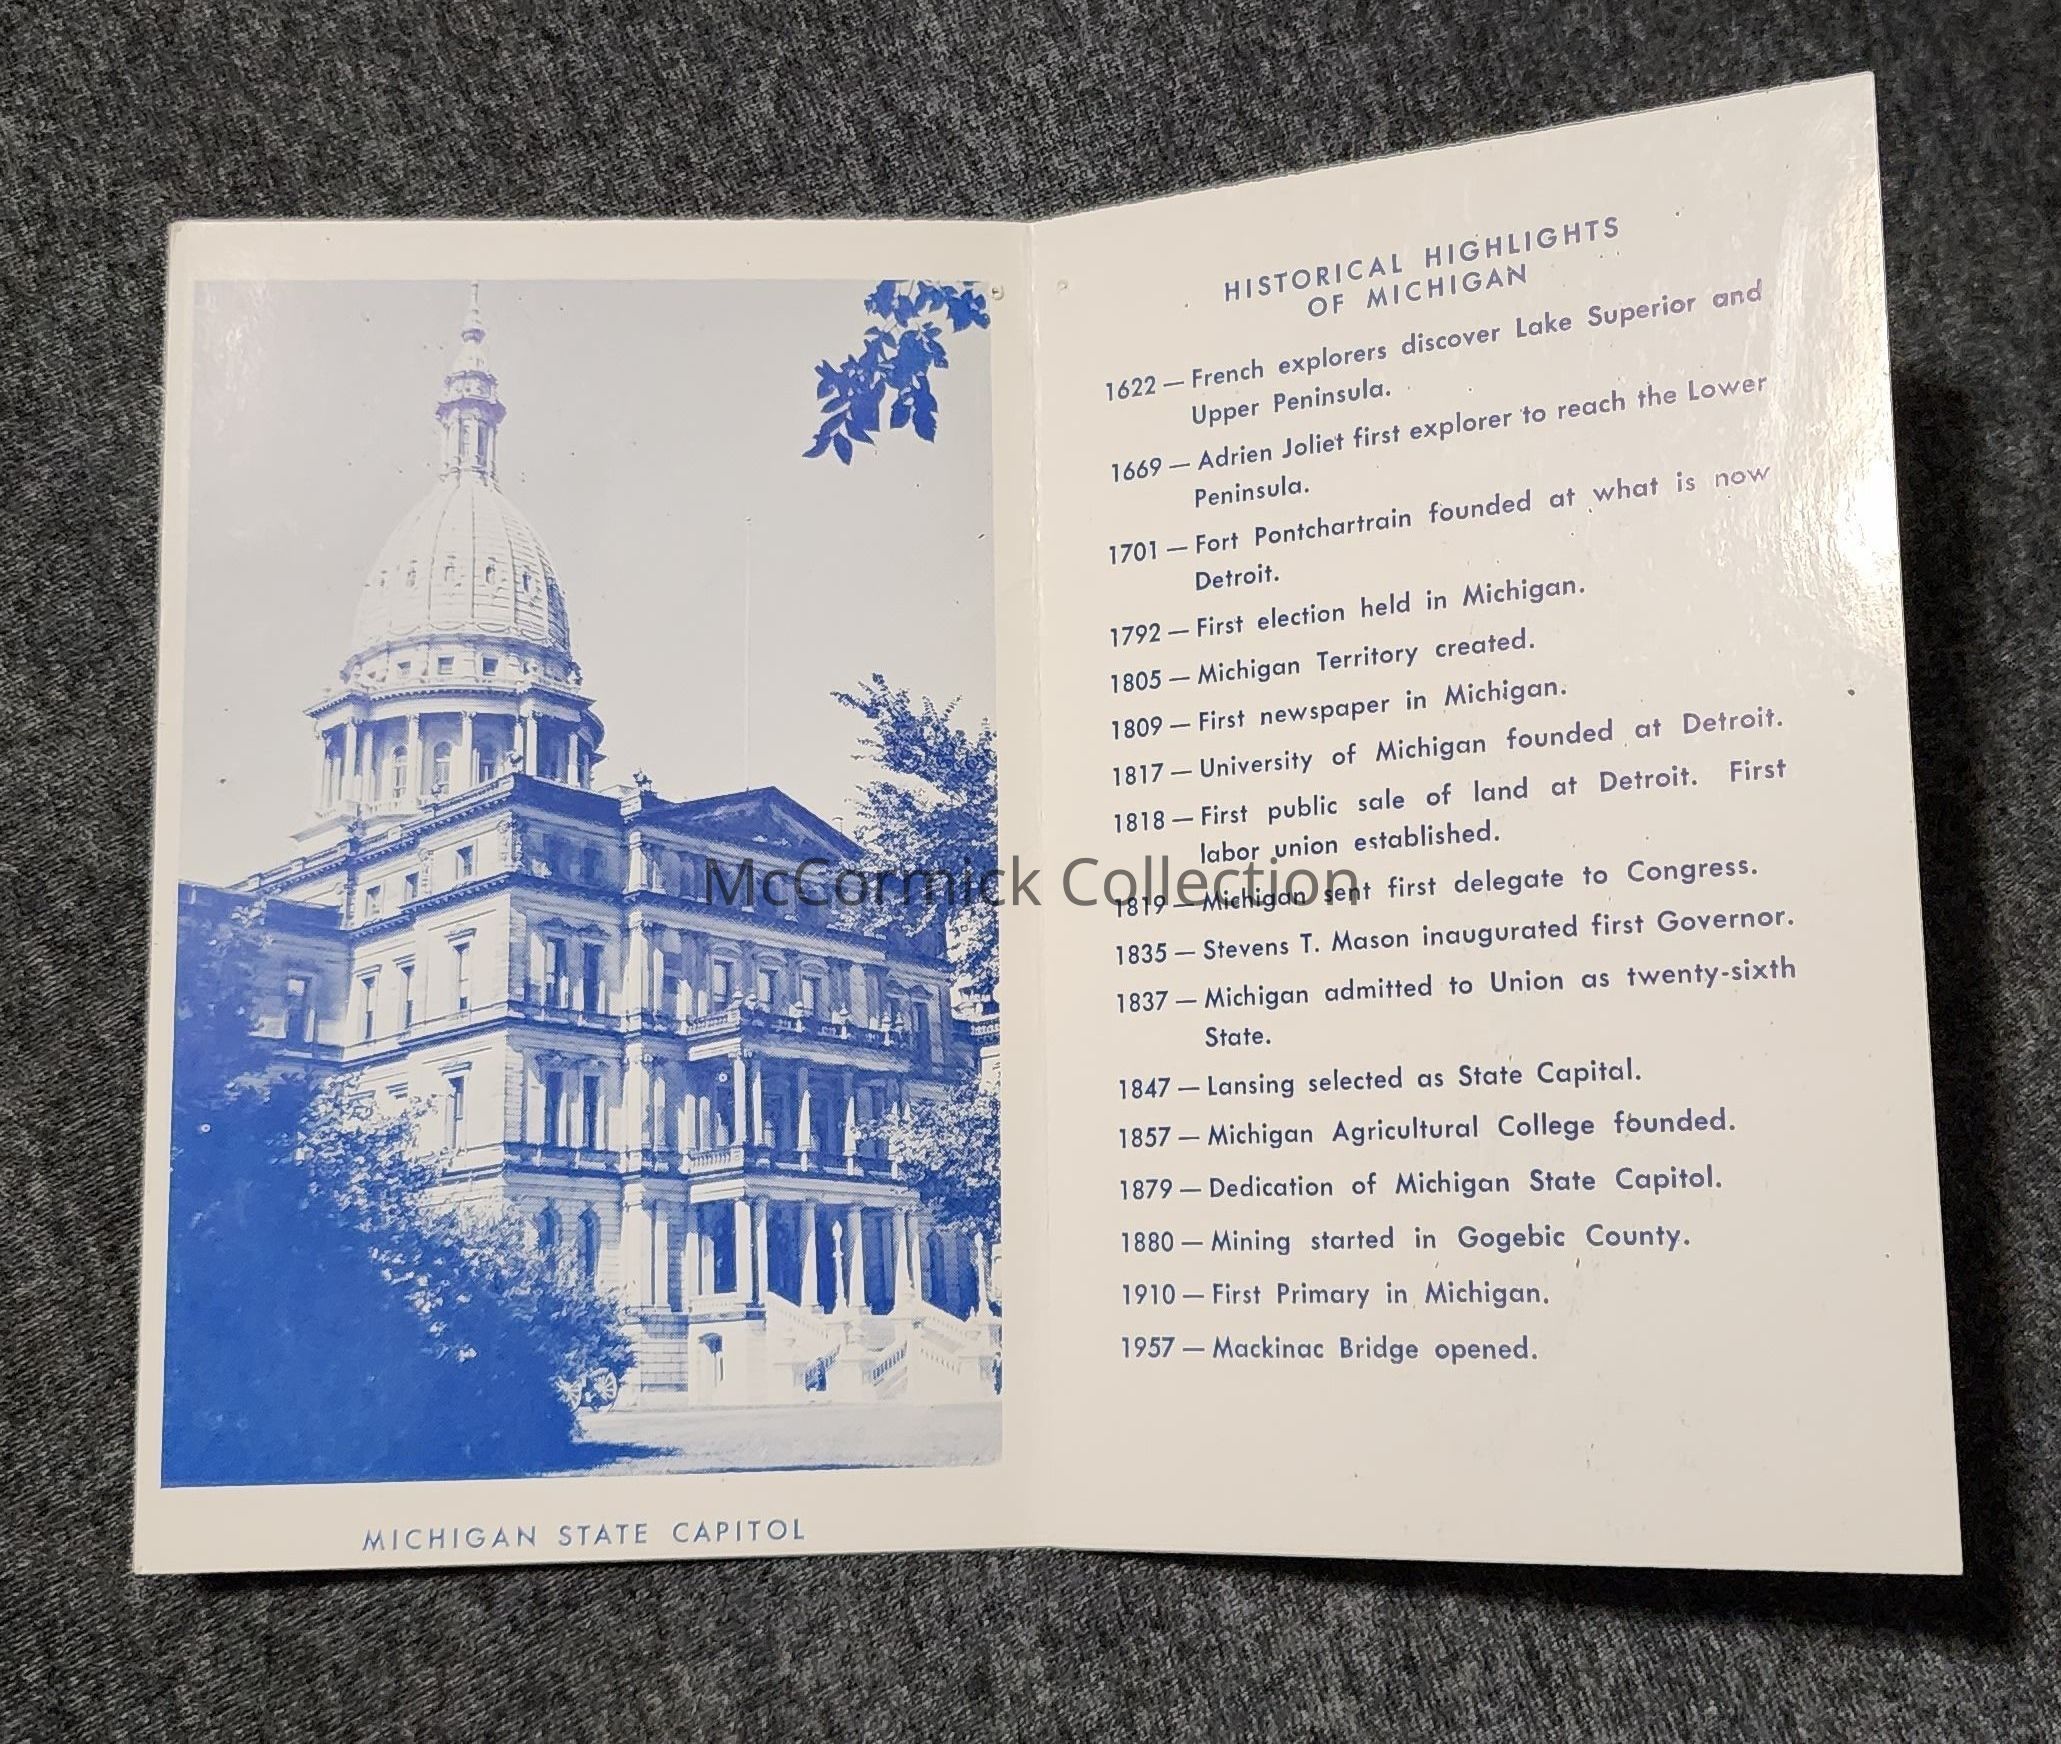 MICHIGAN STATE CAPITOL
HISTORICAL HIGHLIGHTS
OF MICHIGAN
1622 — French explorers discover Lake Superior and
Upper Peninsula.
1669 — Adrien Joliet first explorer to reach the Lower
Peninsula.
1701 — Fort Pontchartrain founded at what is now
Detroit.
1792 — First election held in Michigan.
1805 — Michigan Territory created.
1809 — First newspaper in Michigan.
1817 — University of Michigan founded at Detroit.
1818 — First public sale of land at Detroit. First
labor union established.
1819 — Michigan sent first delegate to Congress.
1835 — Stevens T. Mason inaugurated first Governor.
1837 — Michigan admitted to Union as twenty-sixth
State.
1847 — Lansing selected as State Capital.
1857 — Michigan Agricultural College founded.
1879 — Dedication of Michigan State Capitol.
1880 — Mining started in Gogebic County.
1910 — First Primary in Michigan.
1957 — Mackinac Bridge opened.
McCormick Collection